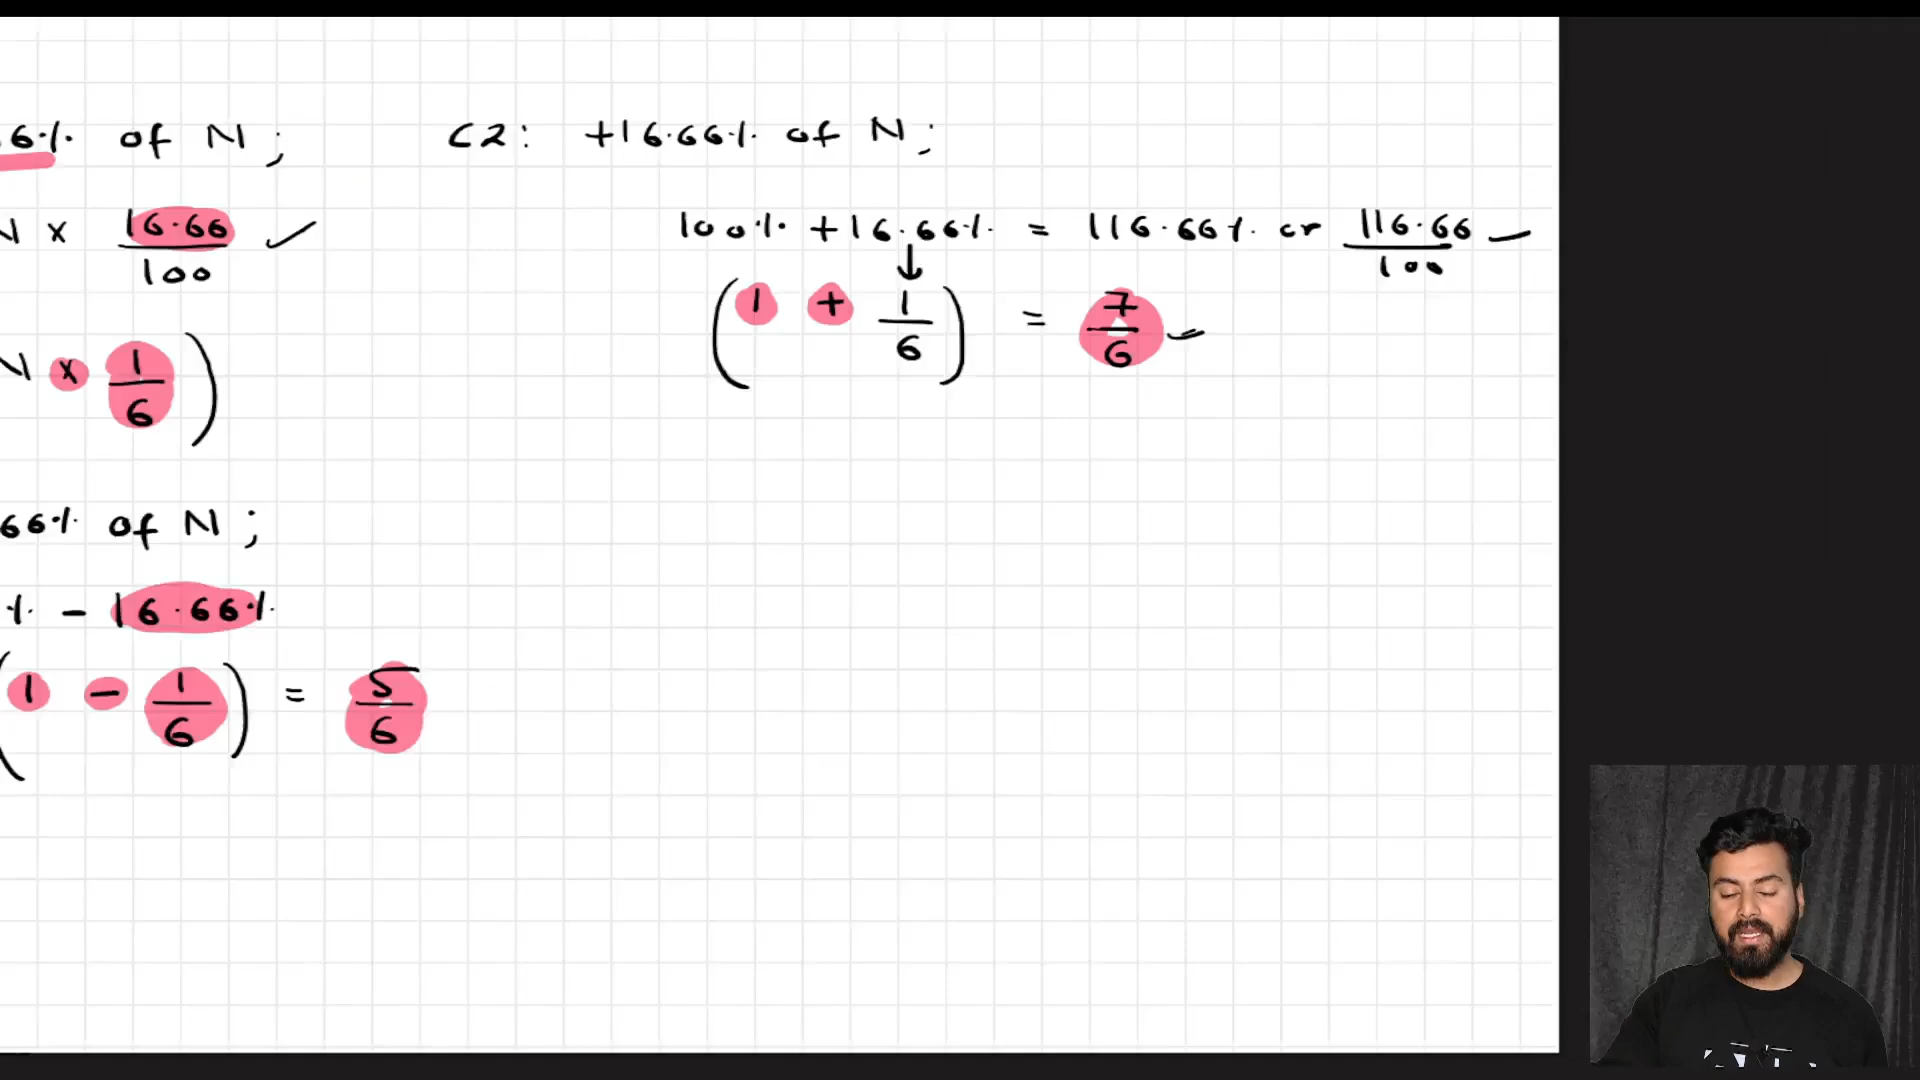 6% of N ;
N x 16.66/100
N x 1/6 )
66% of N ;
% - 16.66%
( 1 - 1/6 ) = 5/6
C2: +16.66% of N ;
100% + 16.66% = 116.66% or 116.66/100
( 1 + 1/6 ) = 7/6